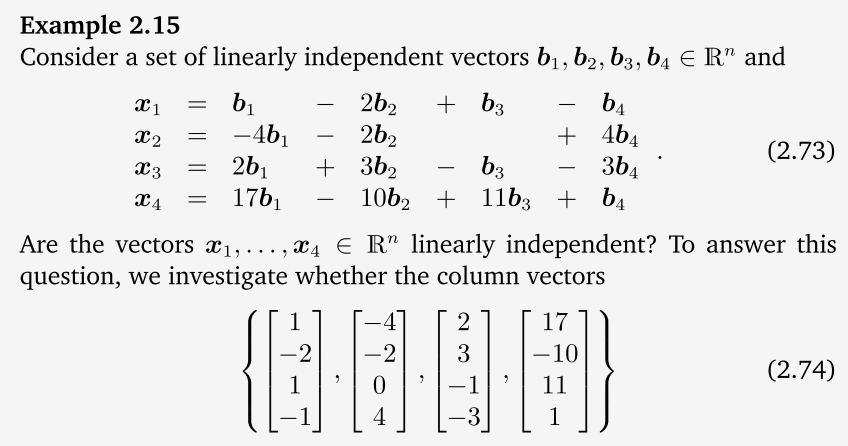 Example 2.15
Consider a set of linearly independent vectors b₁, b₂, b₃, b₄ ∈ ℝⁿ and
x₁ = b₁ − 2b₂ + b₃ − b₄
x₂ = −4b₁ − 2b₂ + 4b₄
x₃ = 2b₁ + 3b₂ − b₃ − 3b₄ . (2.73)
x₄ = 17b₁ − 10b₂ + 11b₃ + b₄
Are the vectors x₁, . . . , x₄ ∈ ℝⁿ linearly independent? To answer this
question, we investigate whether the column vectors
{ [ 1 ] [ −4 ] [ 2 ] [ 17 ] }
[ −2 ] [ −2 ] [ 3 ] [ −10 ]
[ 1 ] , [ 0 ] , [ −1 ] , [ 11 ] (2.74)
[ −1 ] [ 4 ] [ −3 ] [ 1 ]